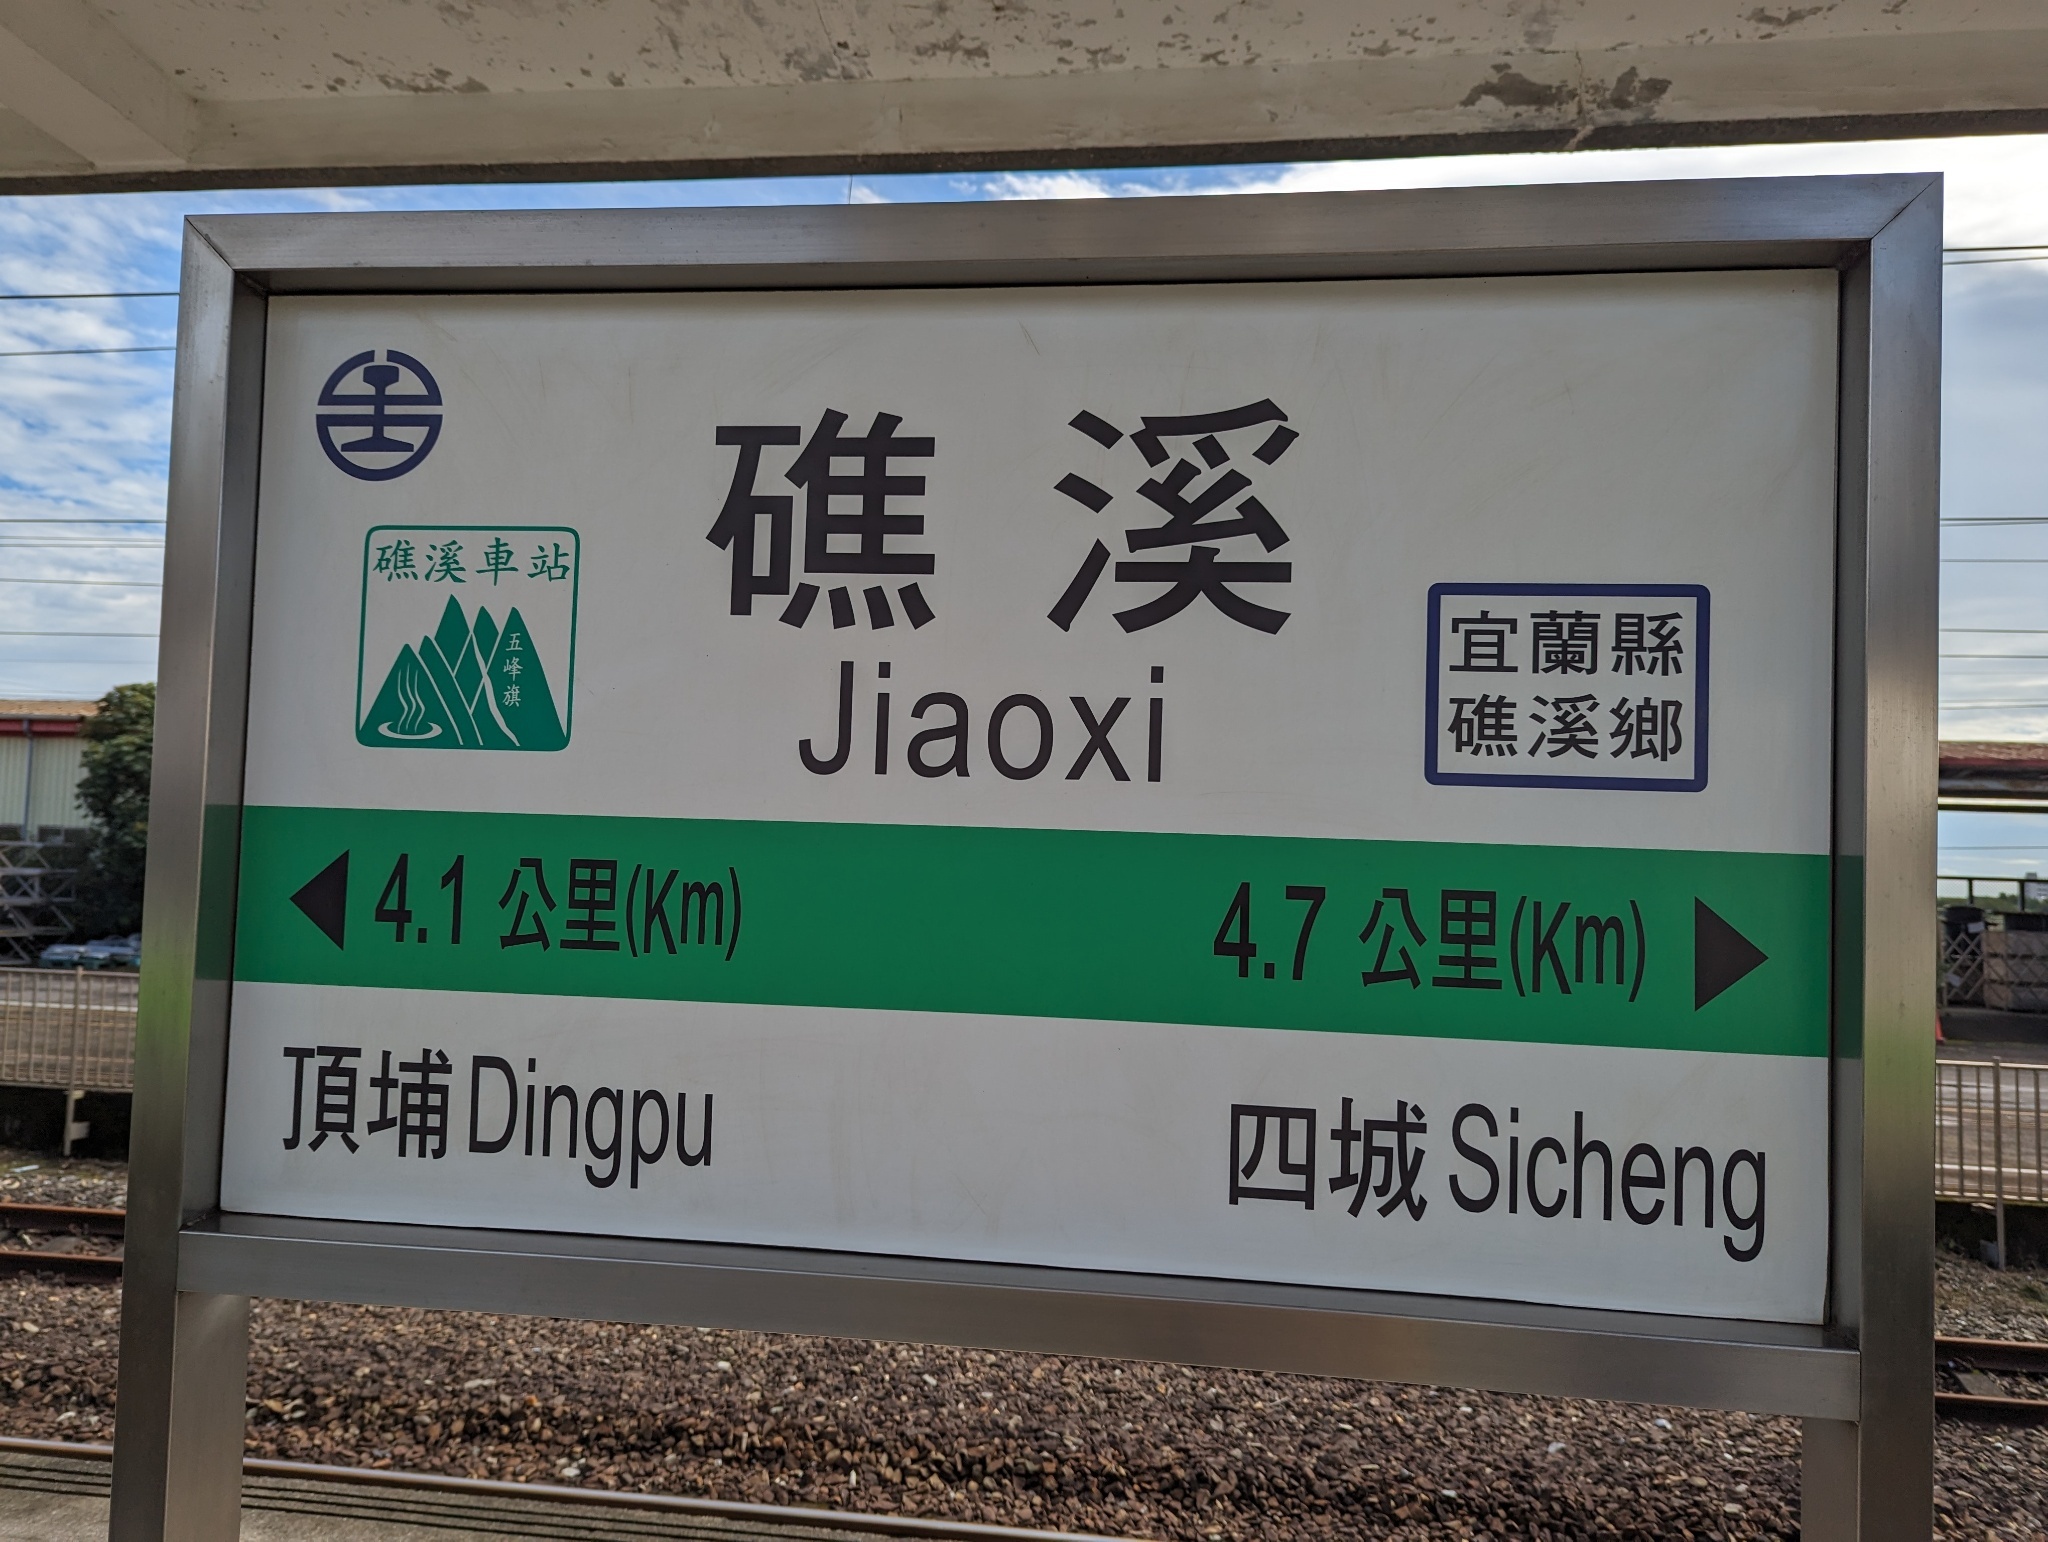 礁溪
Jiaoxi
礁溪車站
五峰旗
宜蘭縣
礁溪鄉
4.1 公里(Km)
4.7 公里(Km)
頂埔 Dingpu
四城 Sicheng